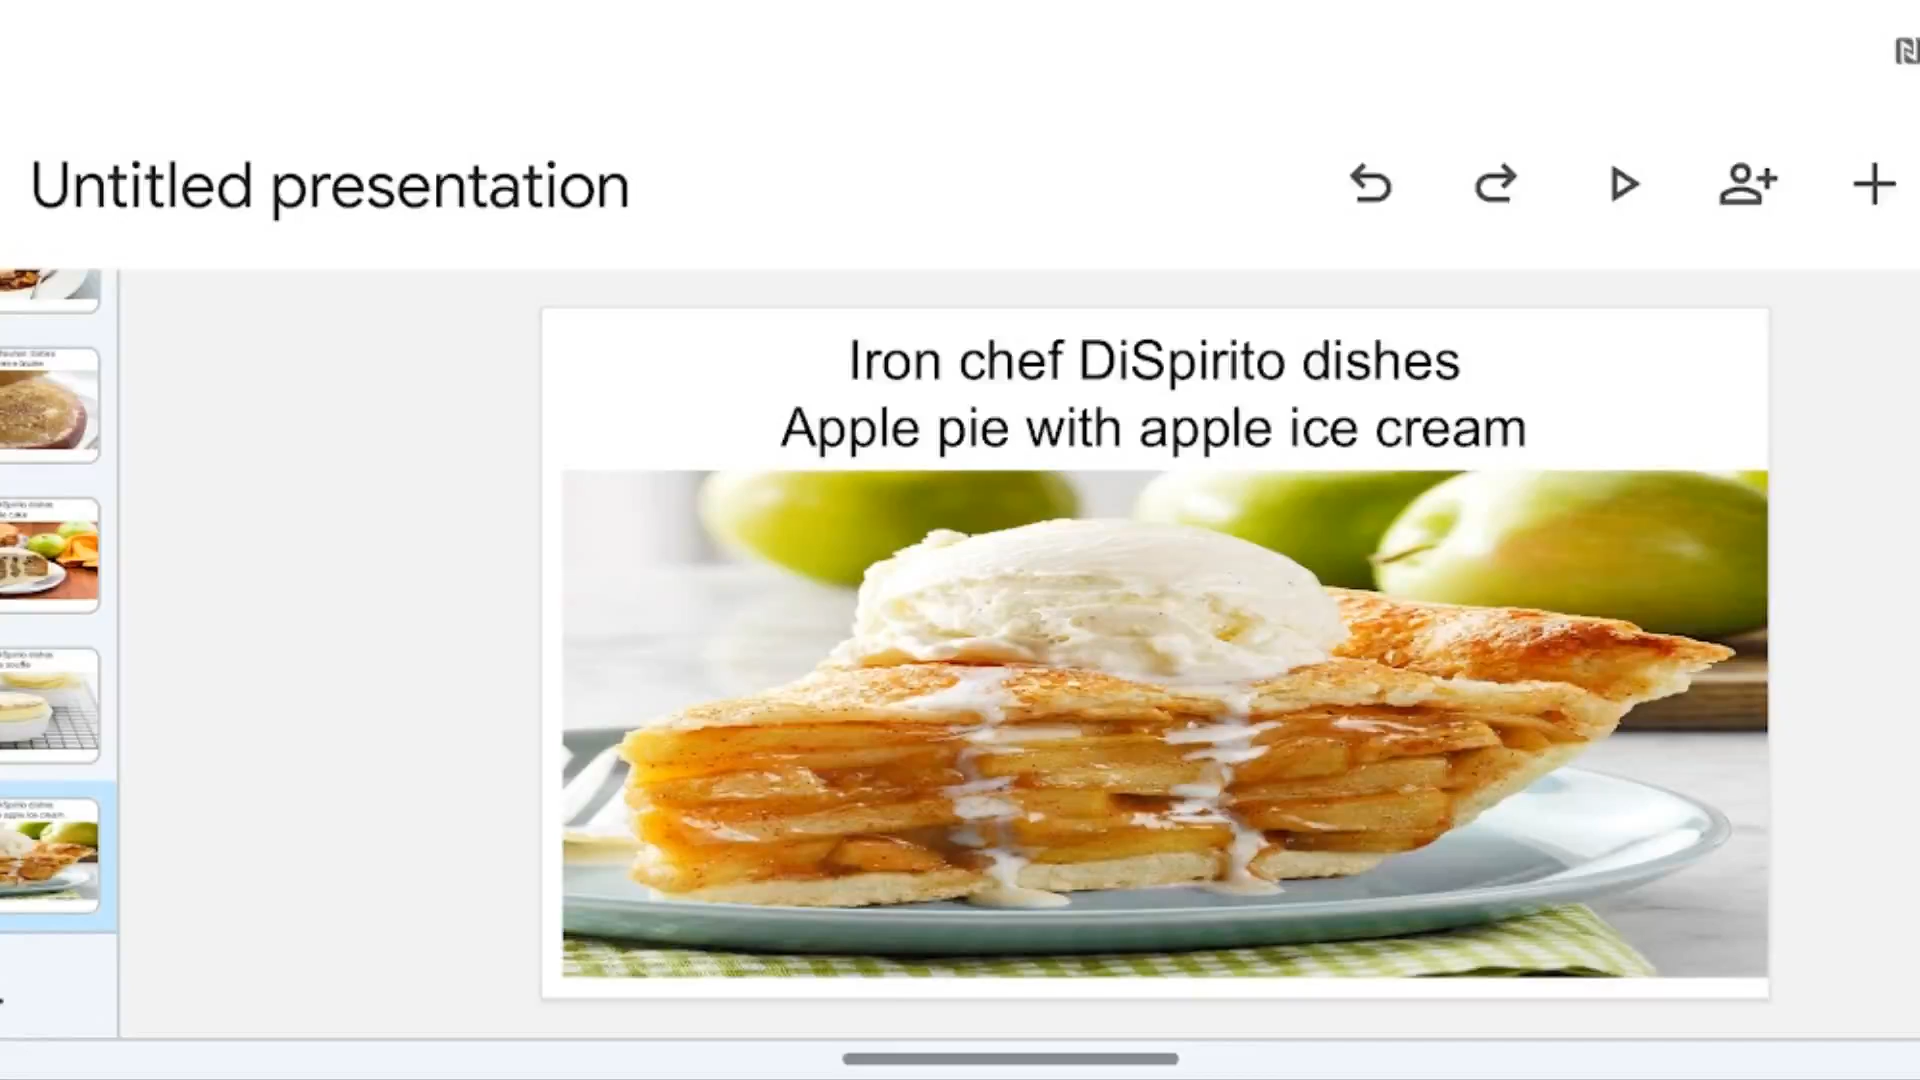 Untitled presentation
Iron chef DiSpirito dishes
Apple pie with apple ice cream